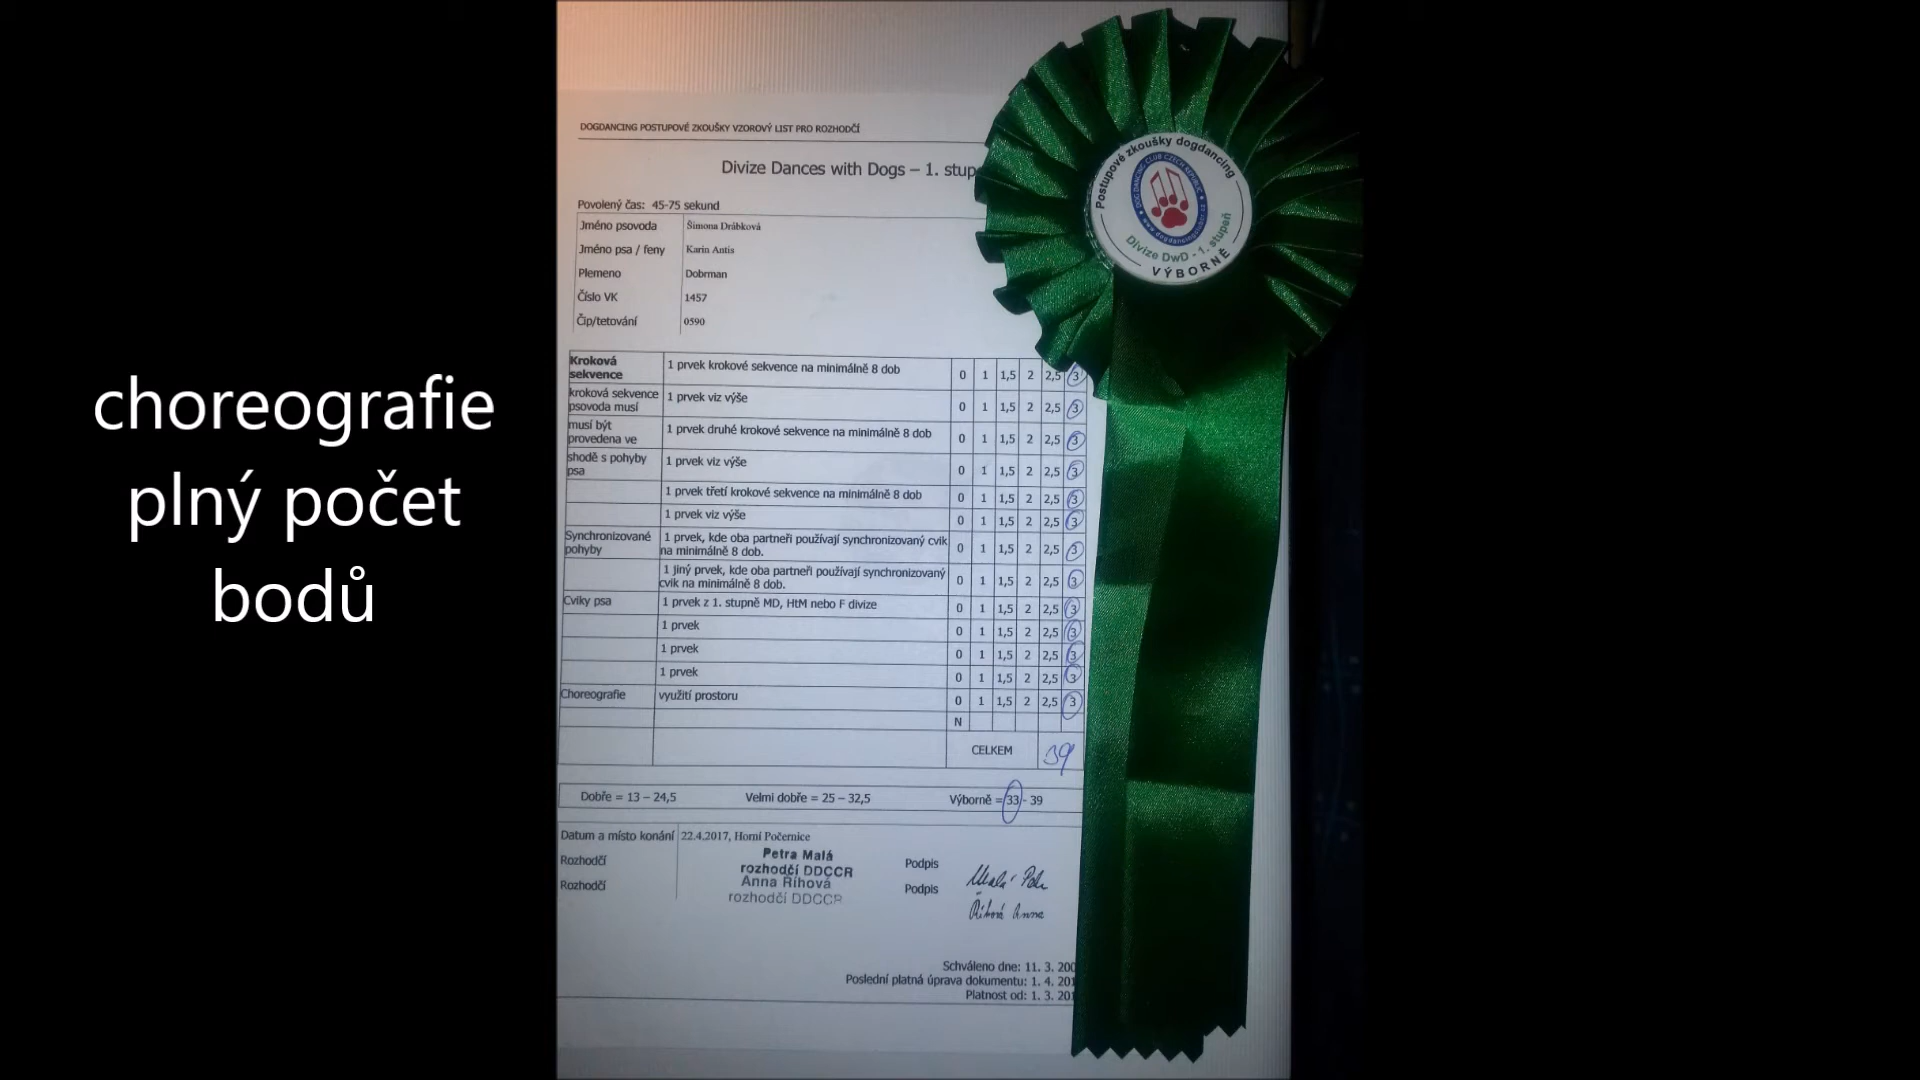 choreografie
plný počet
bodů
DOGDANCING POSTUPOVÉ ZKOUŠKY VZOROVÝ LIST PRO ROZHODČÍ
Divize Dances with Dogs – 1. stup
Povolený čas: 45-75 sekund
Jméno psovoda Šimona Drábková
Jméno psa / feny Karin Antis
Plemeno Dobrman
Číslo VK 1457
Čip/tetování 0590
Kroková sekvence 1 prvek krokové sekvence na minimálně 8 dob 0 1 1,5 2 2,5 3
kroková sekvence psovoda musí 1 prvek viz výše 0 1 1,5 2 2,5 3
musí být provedena ve 1 prvek druhé krokové sekvence na minimálně 8 dob 0 1 1,5 2 2,5 3
shodě s pohyby psa 1 prvek viz výše 0 1 1,5 2 2,5 3
1 prvek třetí krokové sekvence na minimálně 8 dob 0 1 1,5 2 2,5 3
1 prvek viz výše 0 1 1,5 2 2,5 3
Synchronizované pohyby 1 prvek, kde oba partneři používají synchronizovaný cvik na minimálně 8 dob. 0 1 1,5 2 2,5 3
1 jiný prvek, kde oba partneři používají synchronizovaný cvik na minimálně 8 dob. 0 1 1,5 2 2,5 3
Cviky psa 1 prvek z 1. stupně MD, HtM nebo F divize 0 1 1,5 2 2,5 3
1 prvek 0 1 1,5 2 2,5 3
1 prvek 0 1 1,5 2 2,5 3
1 prvek 0 1 1,5 2 2,5 3
Choreografie využití prostoru 0 1 1,5 2 2,5 3
N
CELKEM 39
Dobře = 13 – 24,5 Velmi dobře = 25 – 32,5 Výborně = 33 - 39
Datum a místo konání 22.4.2017, Horní Počernice
Rozhodčí Petra Malá rozhodčí DDCCR Podpis Malá Petr
Rozhodčí Anna Říhová rozhodčí DDCCR Podpis Říhová Anna
Schváleno dne: 11. 3. 200
Poslední platná úprava dokumentu: 1. 4. 201
Platnost od: 1. 3. 201
Postupové zkoušky dogdancing
DOG DANCING CLUB CZECH REPUBLIC
Divize DwD - 1. stupeň
VÝBORNĚ